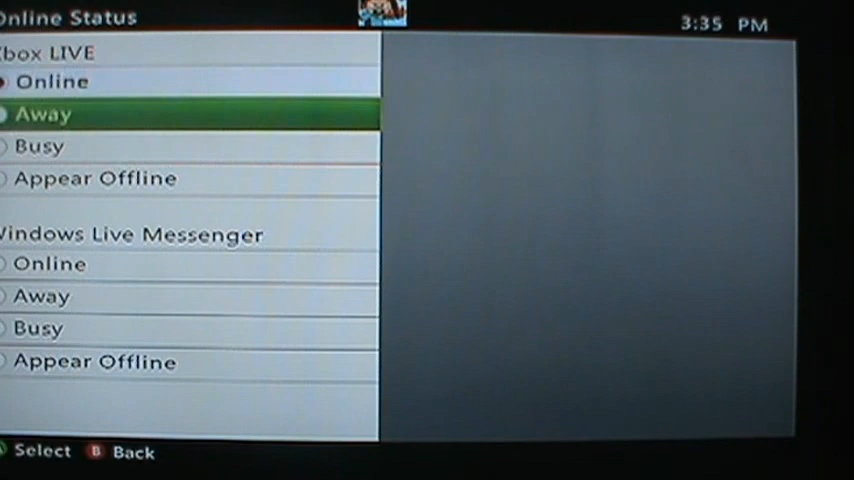 Online Status
3:35 PM
Xbox LIVE
Online
Away
Busy
Appear Offline
Windows Live Messenger
Online
Away
Busy
Appear Offline
A Select B Back